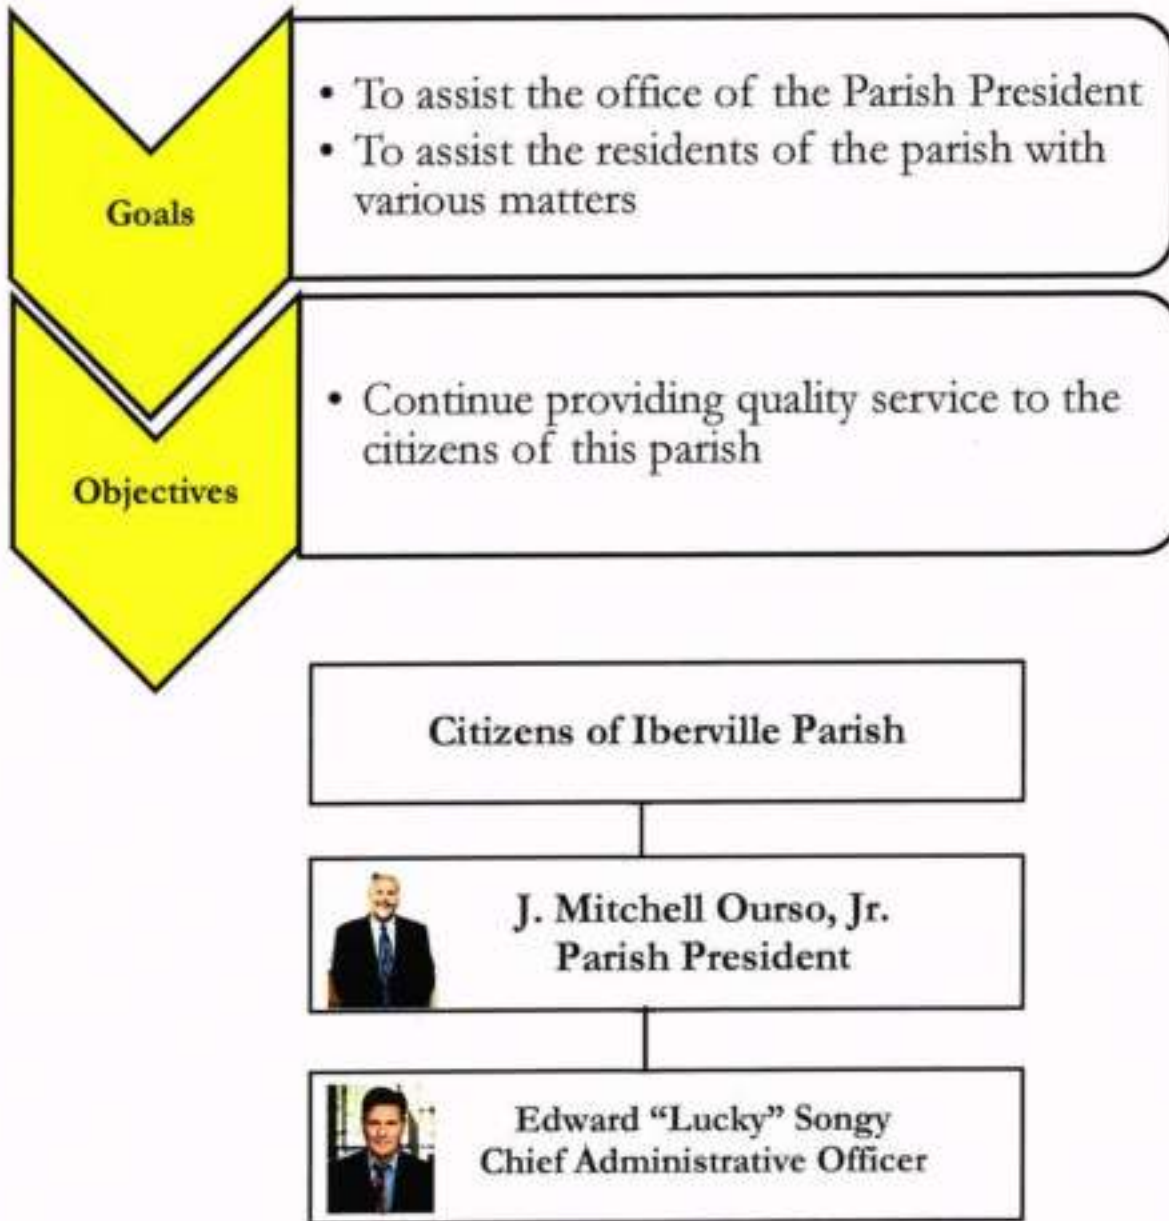 Goals
• To assist the office of the Parish President
• To assist the residents of the parish with
various matters
Objectives
• Continue providing quality service to the
citizens of this parish
Citizens of Iberville Parish
J. Mitchell Ourso, Jr.
Parish President
Edward “Lucky” Songy
Chief Administrative Officer